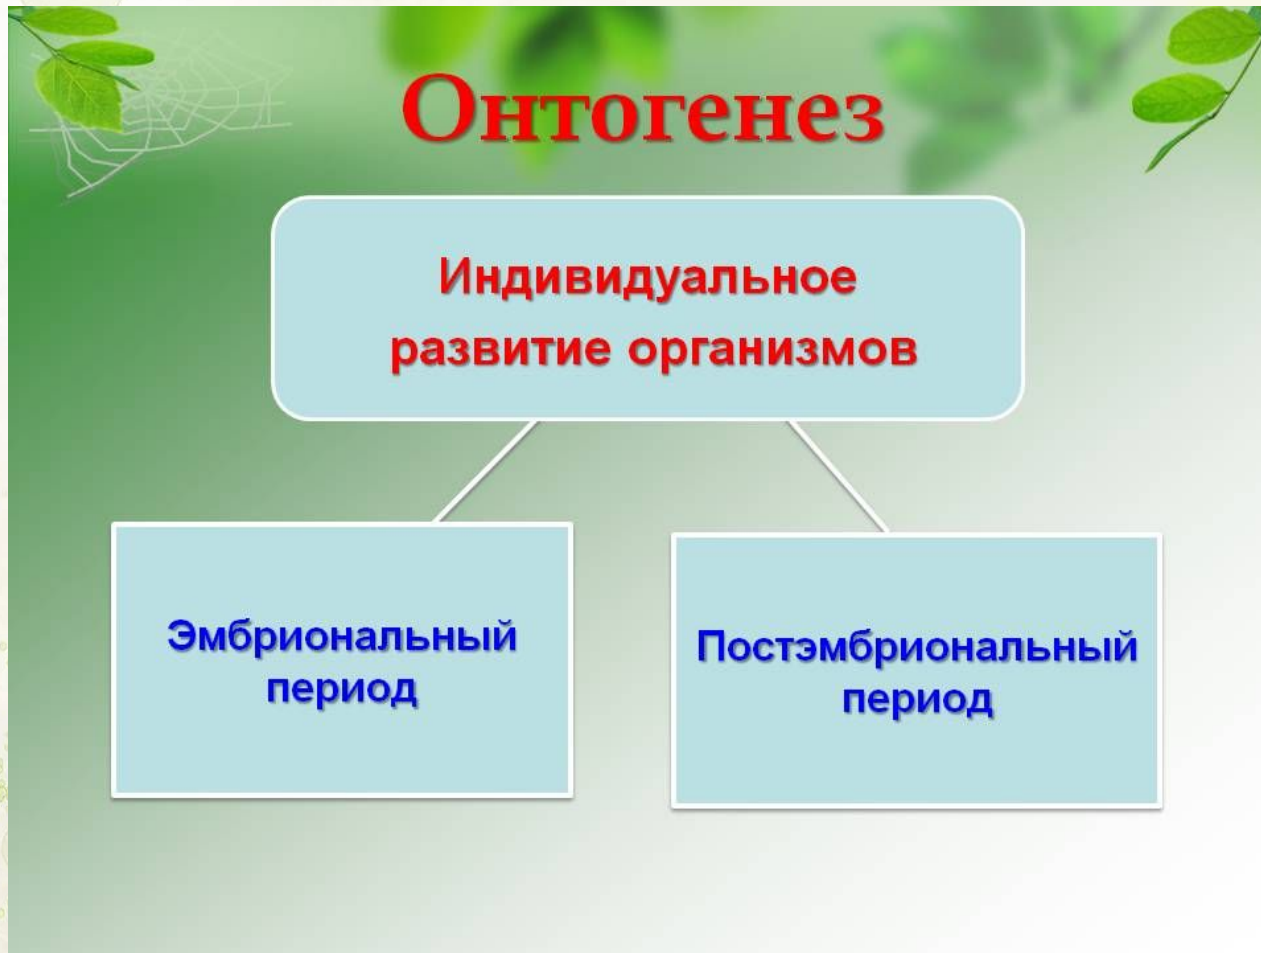 Онтогенез
Индивидуальное
развитие организмов
Эмбриональный
период
Постэмбриональный
период